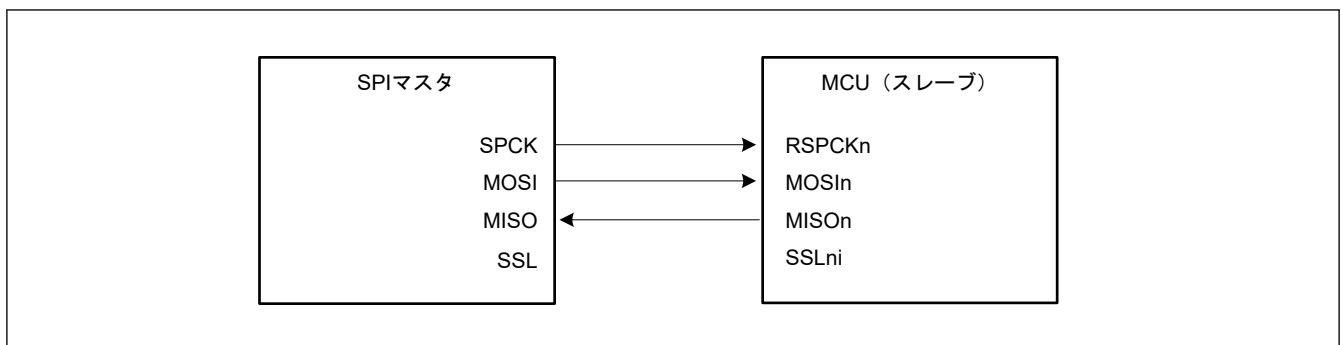 SPIマスタ
SPCK
MOSI
MISO
SSL
MCU（スレーブ）
RSPCKn
MOSIn
MISOn
SSLni